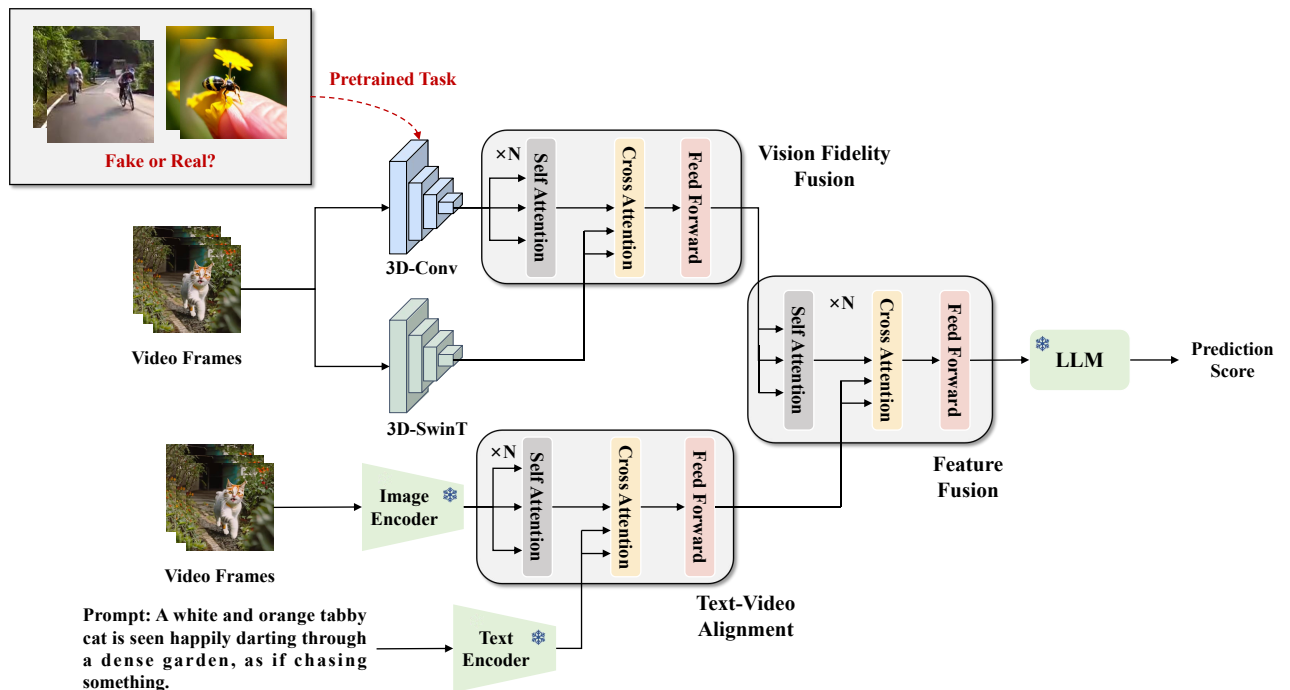 Fake or Real?
Pretrained Task
Video Frames
3D-Conv
3D-SwinT
×N
Self Attention
Cross Attention
Feed Forward
Vision Fidelity
Fusion
Video Frames
Image
Encoder
Prompt: A white and orange tabby
cat is seen happily darting through
a dense garden, as if chasing
something.
Text
Encoder
×N
Self Attention
Cross Attention
Feed Forward
Text-Video
Alignment
×N
Self Attention
Cross Attention
Feed Forward
Feature
Fusion
LLM
Prediction
Score